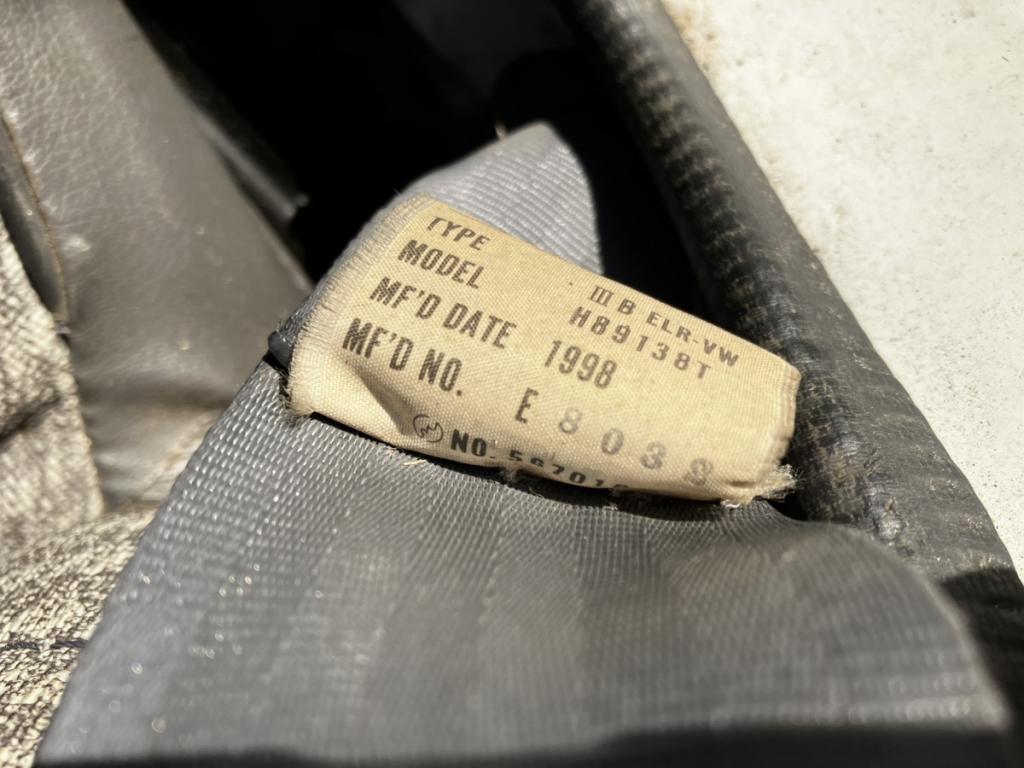 TYPE III B ELR-VW
MODEL H89138T
MF'D DATE 1998
MF'D NO. E 8038
NO.